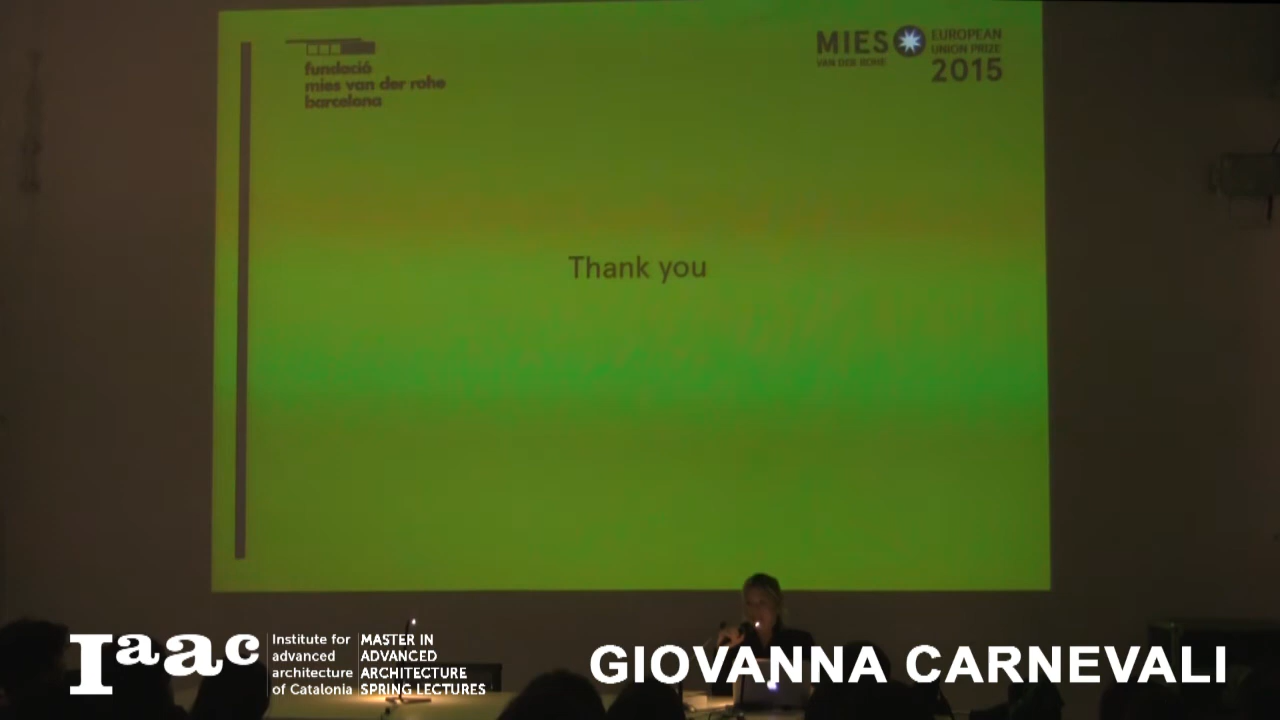 fundació
mies van der rohe
barcelona
MIES
VAN DER ROHE
EUROPEAN
UNION PRIZE
2015
Thank you
Iaac
Institute for
advanced
architecture
of Catalonia
MASTER IN
ADVANCED
ARCHITECTURE
SPRING LECTURES
GIOVANNA CARNEVALI